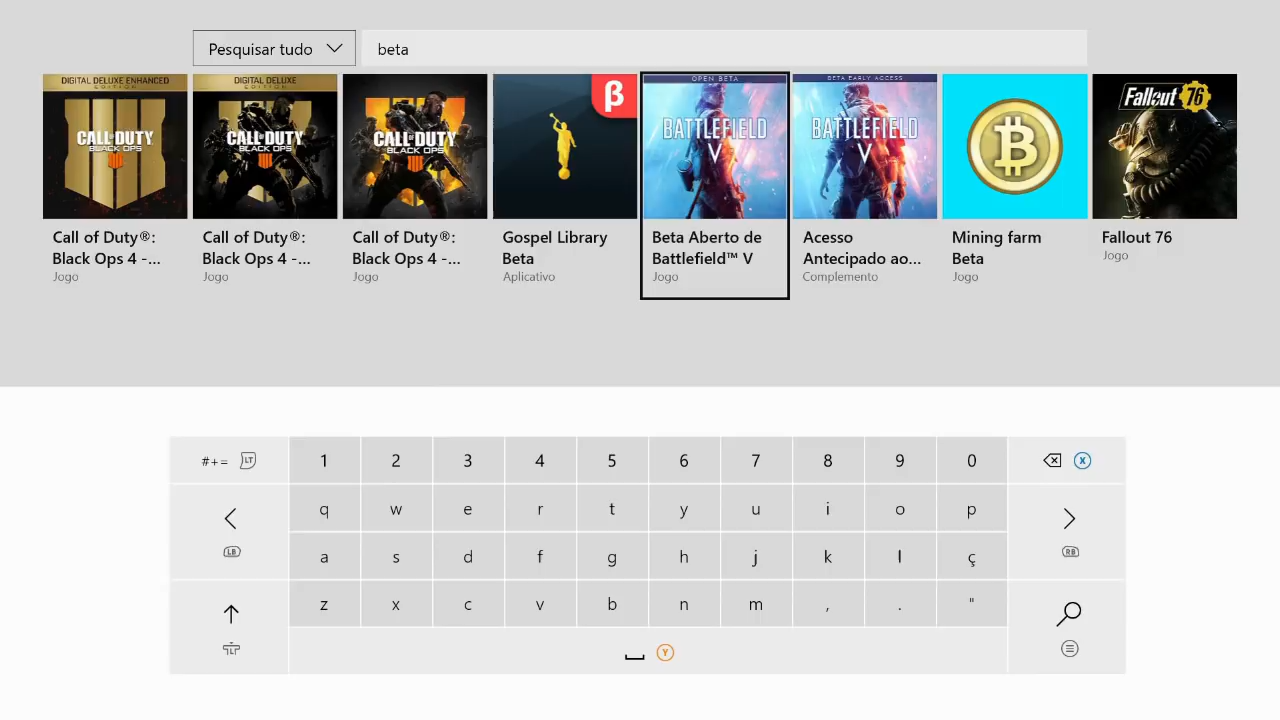 Pesquisar tudo
beta
DIGITAL DELUXE ENHANCED
EDITION
CALL OF DUTY
BLACK OPS
Call of Duty®:
Black Ops 4 -...
Jogo
DIGITAL DELUXE
EDITION
CALL OF DUTY
BLACK OPS
Call of Duty®:
Black Ops 4 -...
Jogo
CALL OF DUTY
BLACK OPS
Call of Duty®:
Black Ops 4 -...
Jogo
β
Gospel Library
Beta
Aplicativo
OPEN BETA
BATTLEFIELD
V
Beta Aberto de
Battlefield™ V
Jogo
BETA EARLY ACCESS
BATTLEFIELD
V
Acesso
Antecipado ao...
Complemento
B
Mining farm
Beta
Jogo
Fallout 76
Fallout 76
Jogo
#+= LT 1 2 3 4 5 6 7 8 9 0 X
q w e r t y u i o p
LB a s d f g h j k l ç RB
z x c v b n m , . "
Y